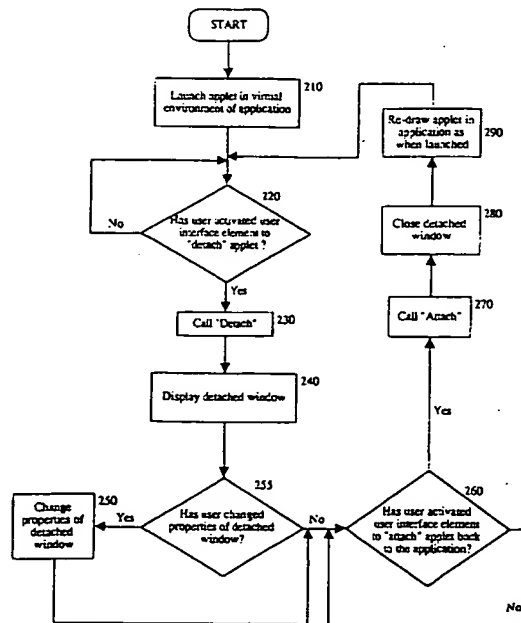 START
Launch applet in virtual
environment of application
210
220
Has user activated user
interface element to
"detach" applet ?
No
Yes
Call "Detach"
230
240
Display detached window
255
Has user changed
properties of detached
window?
Yes
No
250
Change
properties of
detached
window
260
Has user activated
user interface element
to "attach" applet back
to the application?
Yes
No
Call "Attach"
270
Close detached
window
280
Re-draw applet in
application as
when launched
290